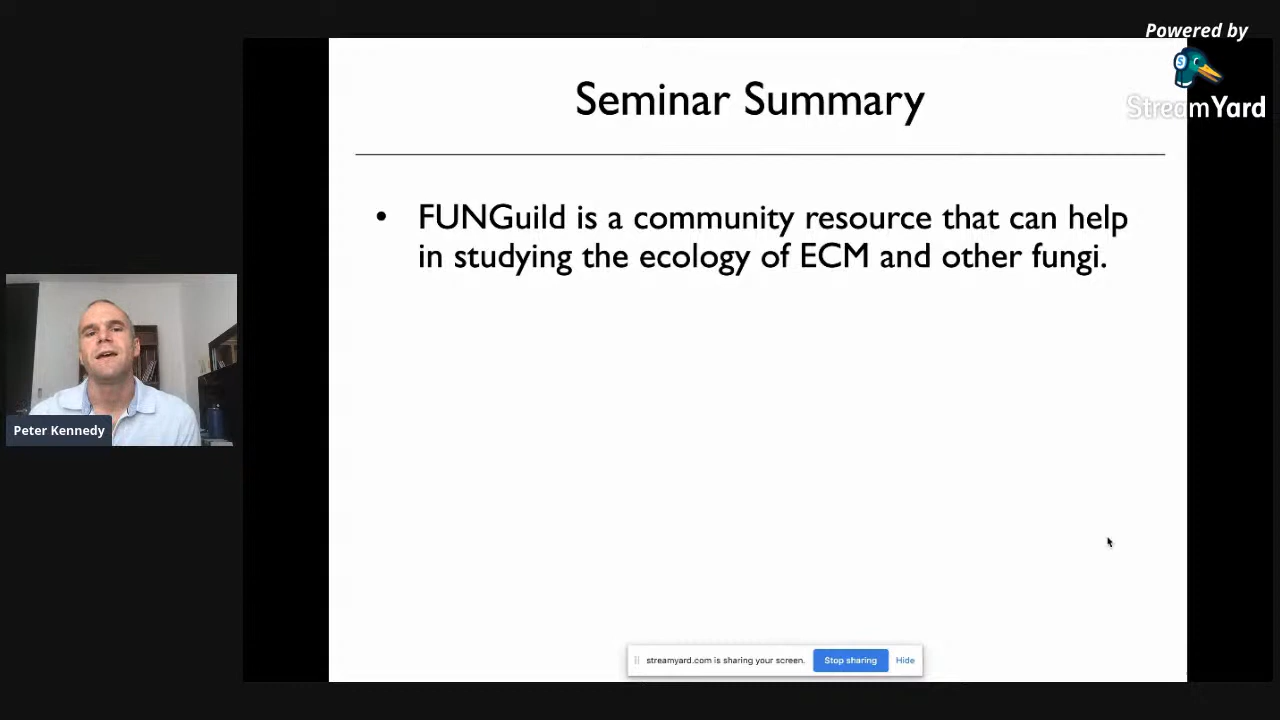 Powered by
StreamYard
Seminar Summary
• FUNGuild is a community resource that can help
in studying the ecology of ECM and other fungi.
Peter Kennedy
streamyard.com is sharing your screen.
Stop sharing
Hide